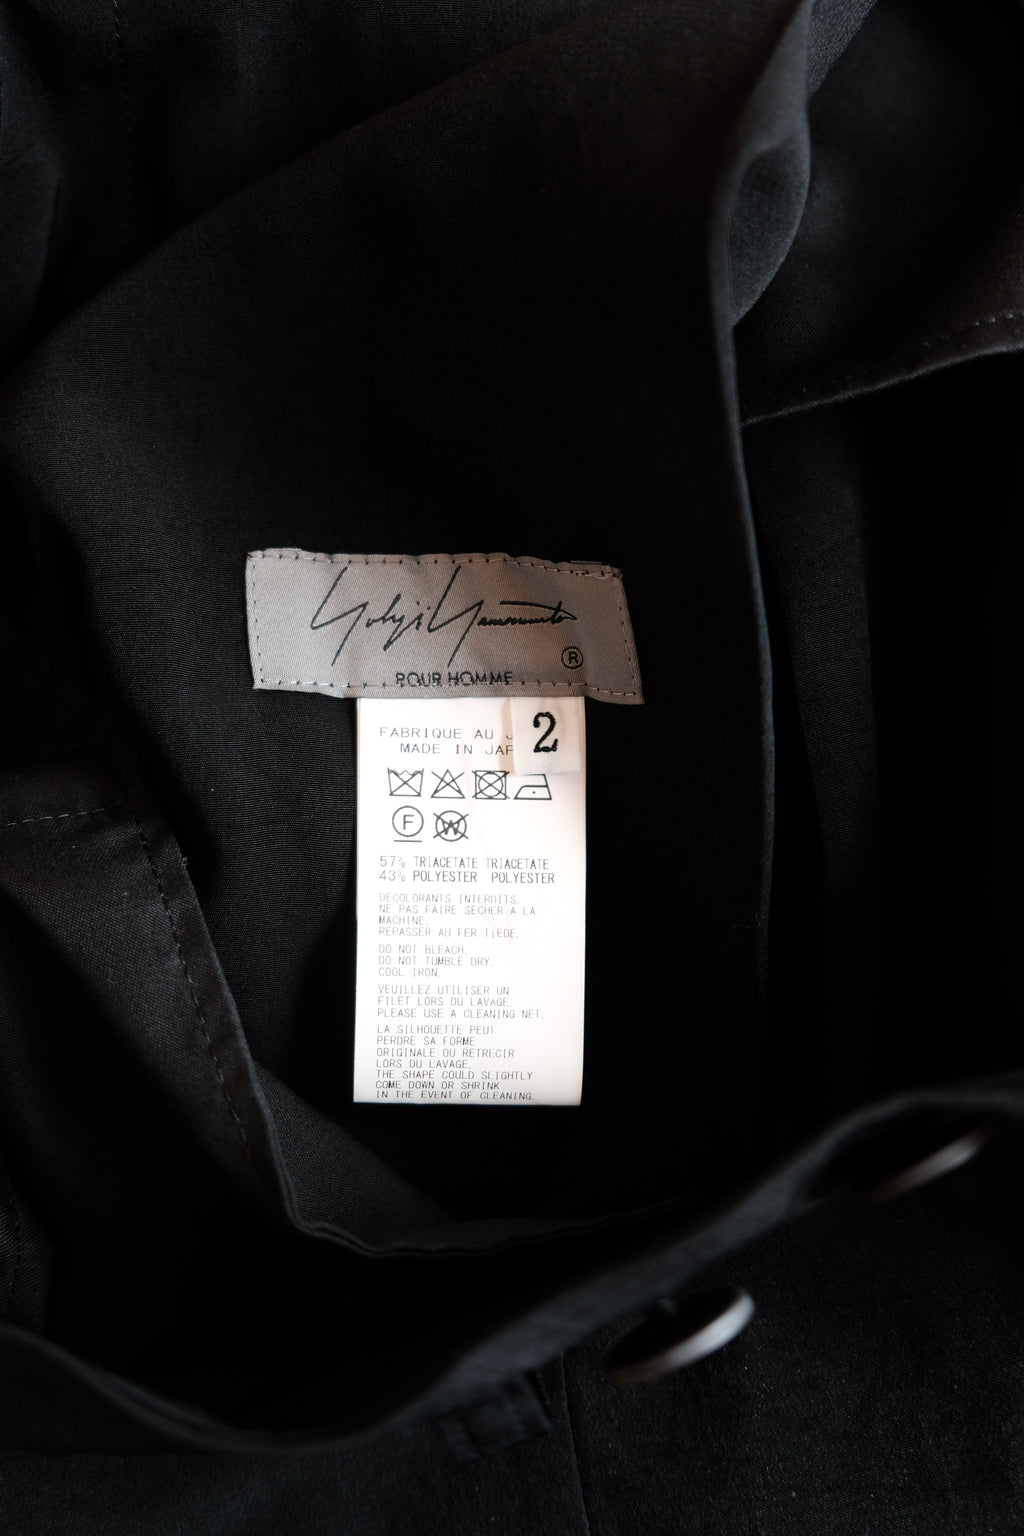 Yohji Yamamoto
®
POUR HOMME
FABRIQUE AU J
2
MADE IN JAP
F
W
57% TRIACETATE TRIACETATE
43% POLYESTER POLYESTER
DECOLORANTS INTERDITS.
NE PAS FAIRE SECHER A LA
MACHINE.
REPASSER AU FER TIEDE.
DO NOT BLEACH.
DO NOT TUMBLE DRY.
COOL IRON.
VEUILLEZ UTILISER UN
FILET LORS DU LAVAGE.
PLEASE USE A CLEANING NET.
LA SILHOUETTE PEUT
PERDRE SA FORME
ORIGINALE OU RETRECIR
LORS DU LAVAGE.
THE SHAPE COULD SLIGHTLY
COME DOWN OR SHRINK
IN THE EVENT OF CLEANING.